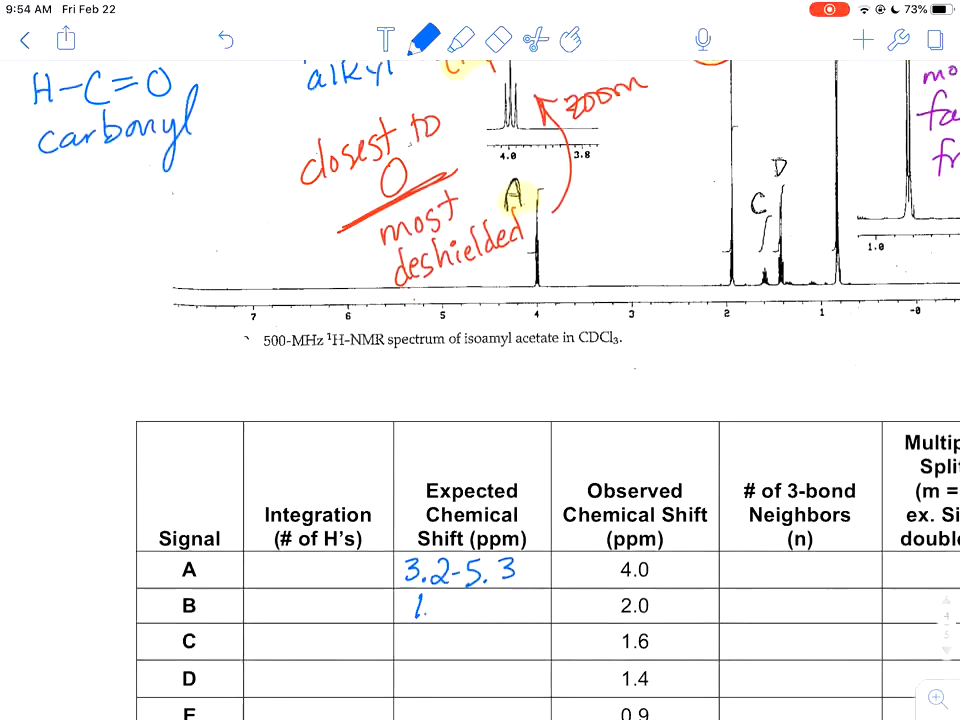 9:54 AM Fri Feb 22
73%
H-C=O
carbonyl
alkyl
closest to
O
most
deshielded
zoom
4.0 3.8
A
C
D
1.0
7 6 5 4 3 2 1 -0
500-MHz ¹H-NMR spectrum of isoamyl acetate in CDCl₃.
Signal
Integration
(# of H's)
Expected
Chemical
Shift (ppm)
Observed
Chemical Shift
(ppm)
# of 3-bond
Neighbors
(n)
(m =
A 3.2-5.3 4.0
B 1. 2.0
C 1.6
D 1.4
E 0.9